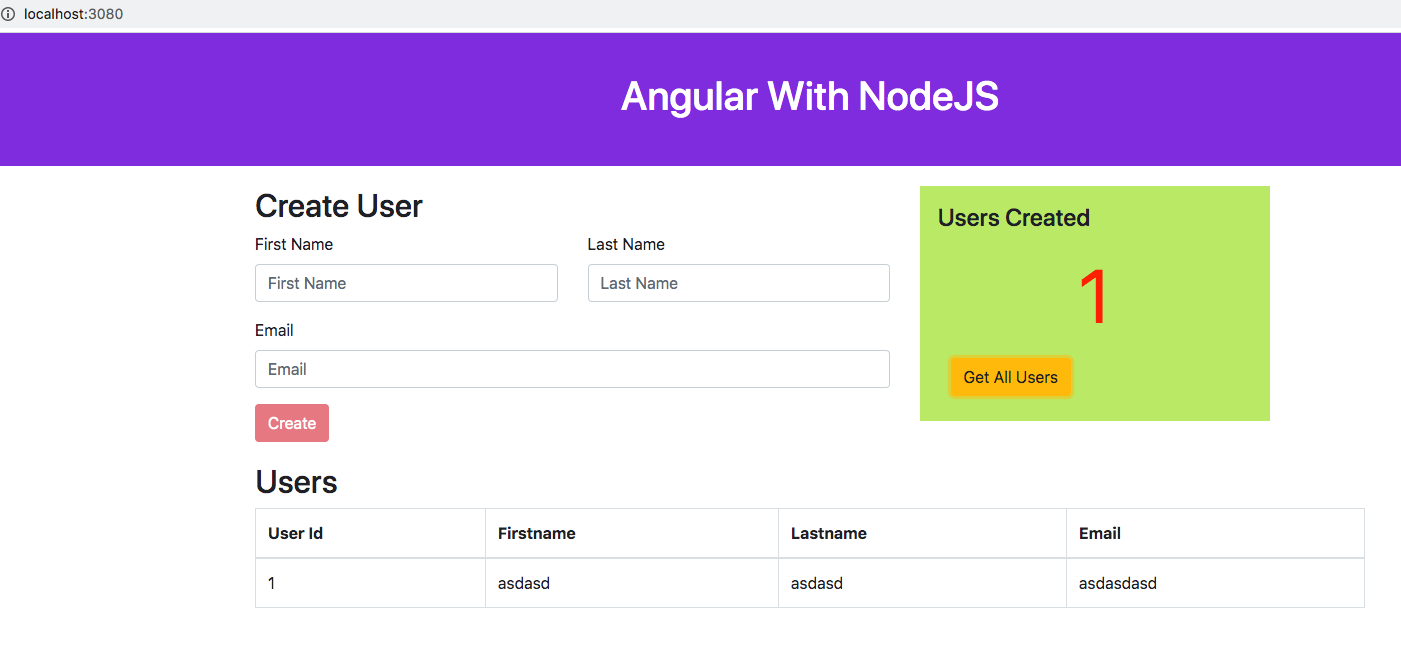 localhost:3080
Angular With NodeJS
Create User
First Name
Last Name
First Name
Last Name
Email
Email
Create
Users Created
1
Get All Users
Users
User Id Firstname Lastname Email
1 asdasd asdasd asdasdasd